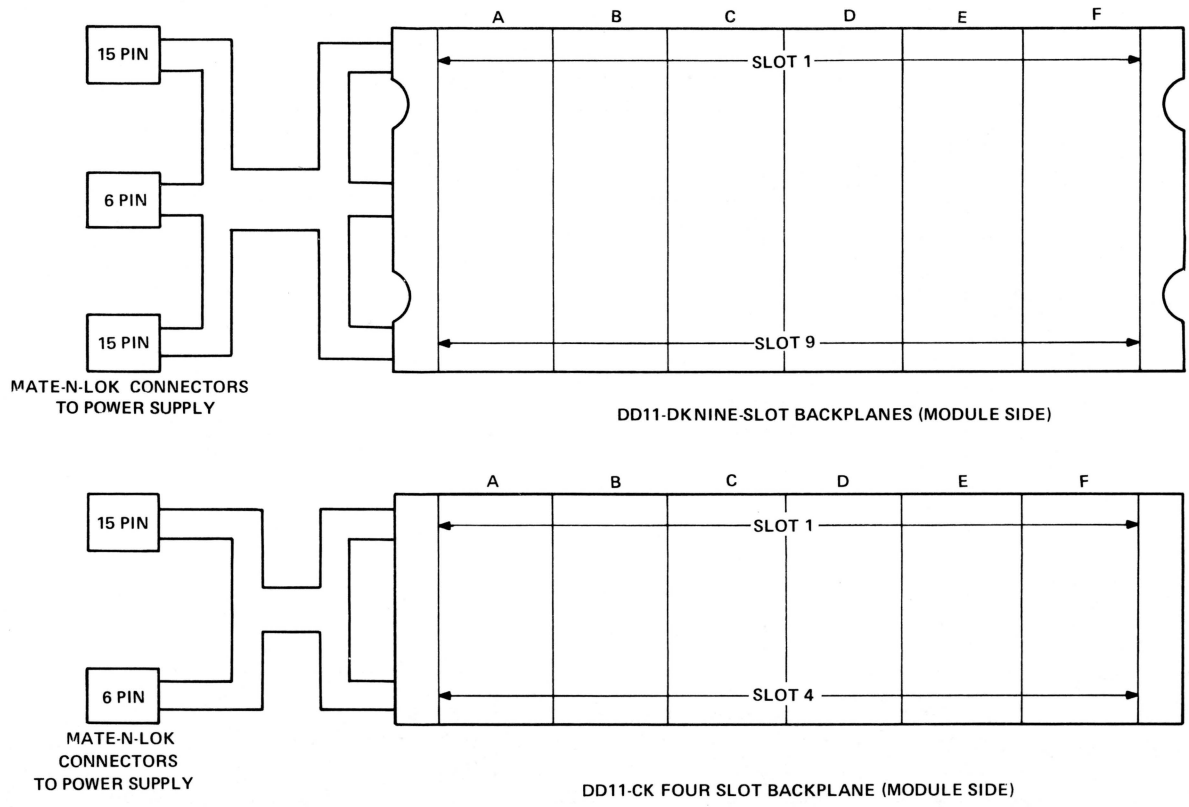 A B C D E F
15 PIN
SLOT 1
6 PIN
15 PIN
SLOT 9
MATE-N-LOK CONNECTORS
TO POWER SUPPLY
DD11-DKNINE-SLOT BACKPLANES (MODULE SIDE)
A B C D E F
15 PIN
SLOT 1
6 PIN
SLOT 4
MATE-N-LOK
CONNECTORS
TO POWER SUPPLY
DD11-CK FOUR SLOT BACKPLANE (MODULE SIDE)